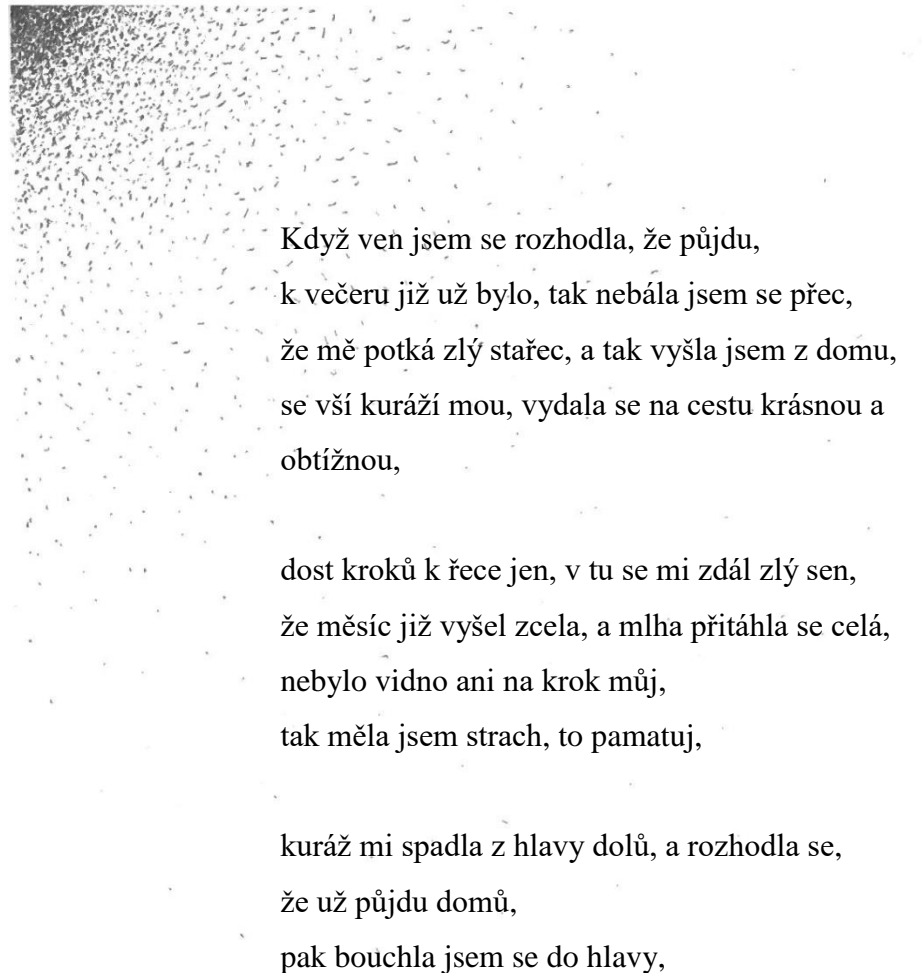 Když ven jsem se rozhodla, že půjdu,
k večeru již už bylo, tak nebála jsem se přec,
že mě potká zlý stařec, a tak vyšla jsem z domu,
se vší kuráží mou, vydala se na cestu krásnou a
obtížnou,
dost kroků k řece jen, v tu se mi zdál zlý sen,
že měsíc již vyšel zcela, a mlha přitáhla se celá,
nebylo vidno ani na krok můj,
tak měla jsem strach, to pamatuj,
kuráž mi spadla z hlavy dolů, a rozhodla se,
že už půjdu domů,
pak bouchla jsem se do hlavy,